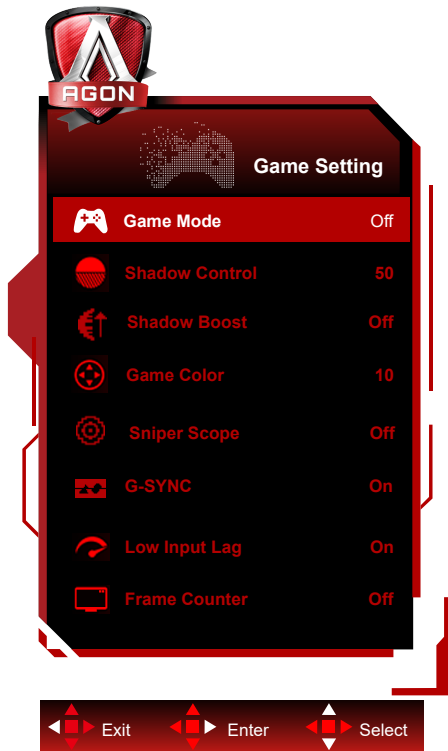 AGON
Game Setting
Game Mode Off
Shadow Control 50
Shadow Boost Off
Game Color 10
Sniper Scope Off
G-SYNC On
Low Input Lag On
Frame Counter Off
Exit Enter Select